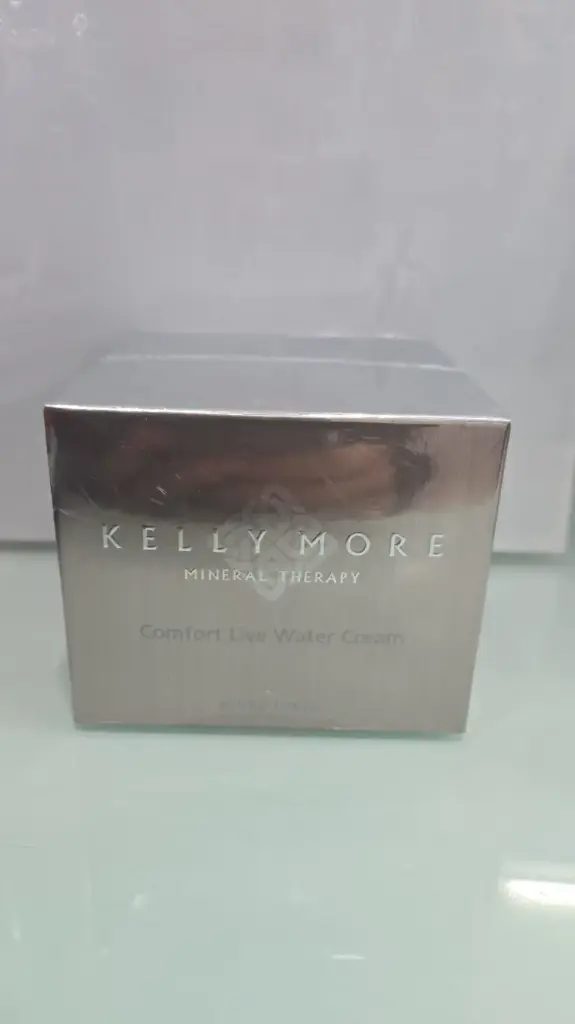 KELLY MORE
MINERAL THERAPY
Comfort Live Water Cream